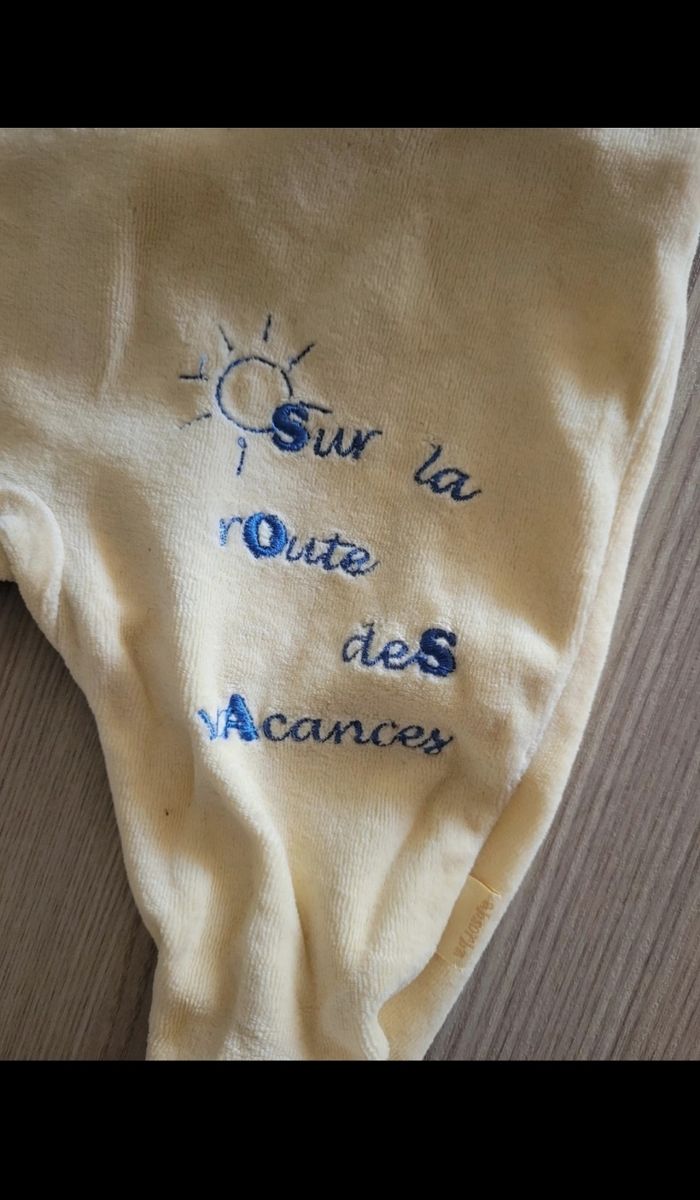 Sur la
rOute
deS
vAcances